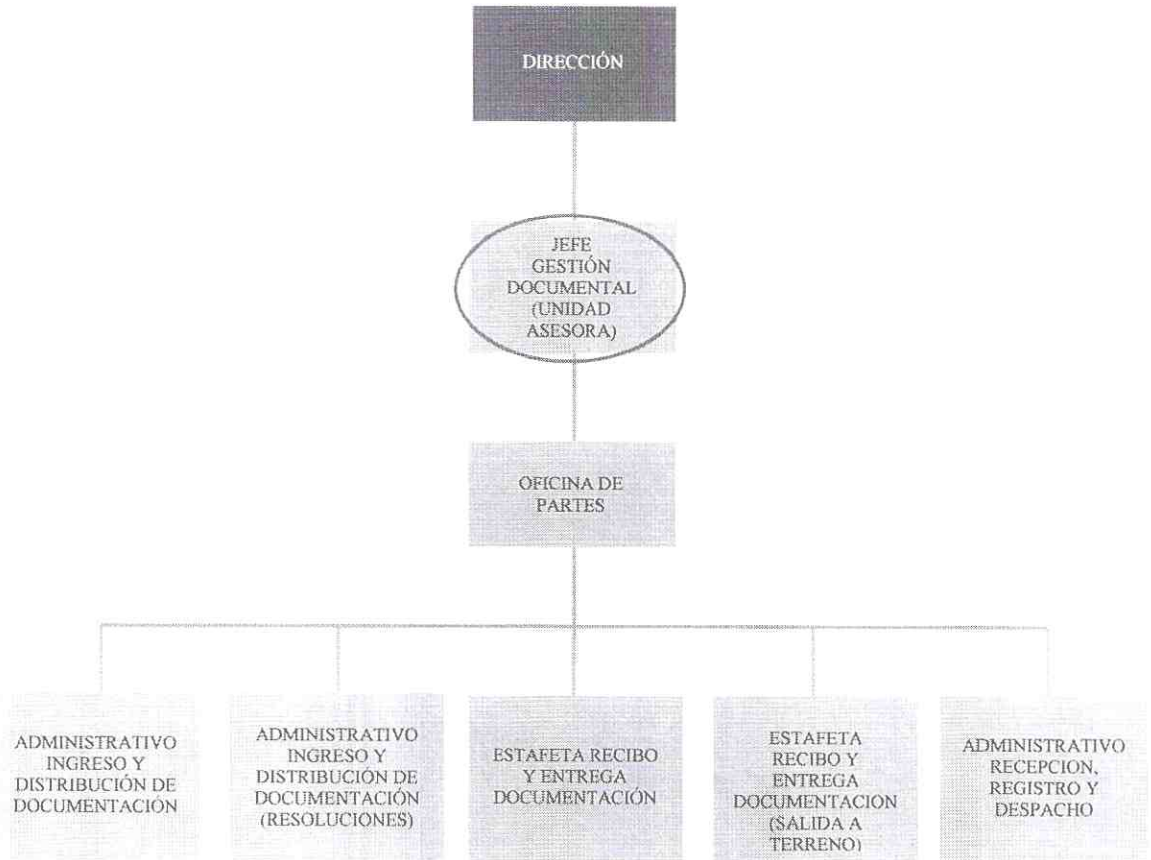 DIRECCIÓN
JEFE
GESTIÓN
DOCUMENTAL
(UNIDAD
ASESORA)
OFICINA DE
PARTES
ADMINISTRATIVO
INGRESO Y
DISTRIBUCIÓN DE
DOCUMENTACIÓN
ADMINISTRATIVO
INGRESO Y
DISTRIBUCIÓN DE
DOCUMENTACIÓN
(RESOLUCIONES)
ESTAFETA RECIBO
Y ENTREGA
DOCUMENTACIÓN
ESTAFETA
RECIBO Y
ENTREGA
DOCUMENTACION
(SALIDA A
TERRENO)
ADMINISTRATIVO
RECEPCION,
REGISTRO Y
DESPACHO